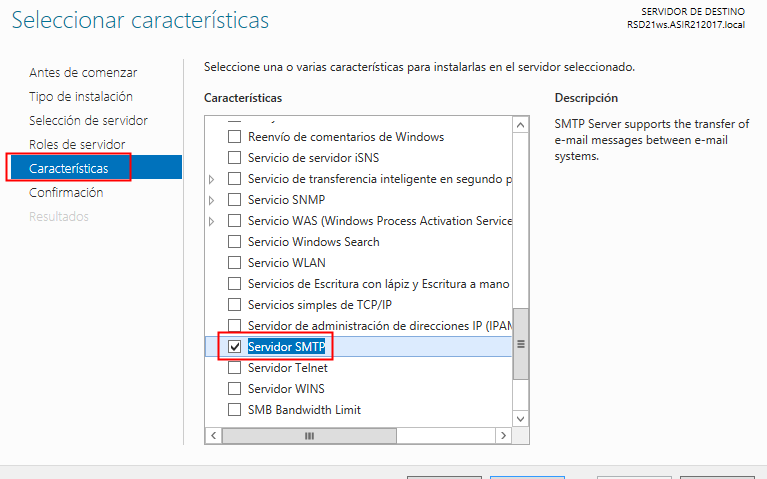 Seleccionar características
SERVIDOR DE DESTINO
RSD21ws.ASIR212017.local
Antes de comenzar
Tipo de instalación
Selección de servidor
Roles de servidor
Características
Confirmación
Resultados
Seleccione una o varias características para instalarlas en el servidor seleccionado.
Características
Reenvío de comentarios de Windows
Servicio de servidor iSNS
Servicio de transferencia inteligente en segundo p
Servicio SNMP
Servicio WAS (Windows Process Activation Service
Servicio Windows Search
Servicio WLAN
Servicios de Escritura con lápiz y Escritura a mano
Servicios simples de TCP/IP
Servidor de administración de direcciones IP (IPAM
Servidor SMTP
Servidor Telnet
Servidor WINS
SMB Bandwidth Limit
Descripción
SMTP Server supports the transfer of
e-mail messages between e-mail
systems.